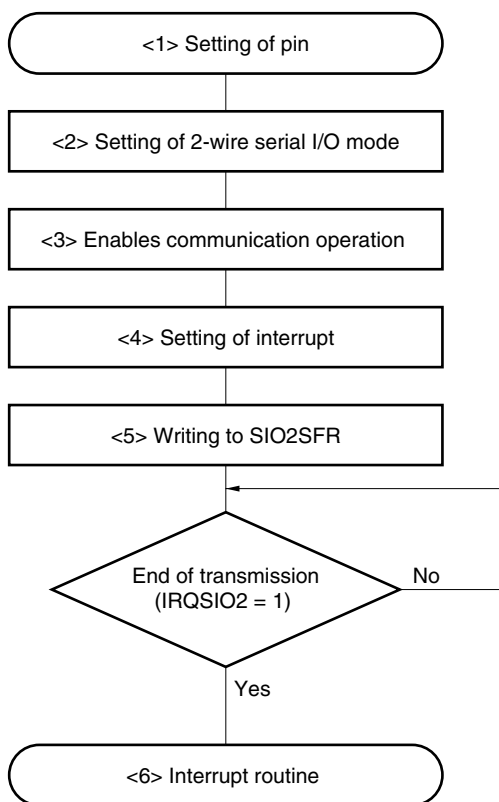 <1> Setting of pin
<2> Setting of 2-wire serial I/O mode
<3> Enables communication operation
<4> Setting of interrupt
<5> Writing to SIO2SFR
End of transmission
(IRQSIO2 = 1)
No
Yes
<6> Interrupt routine